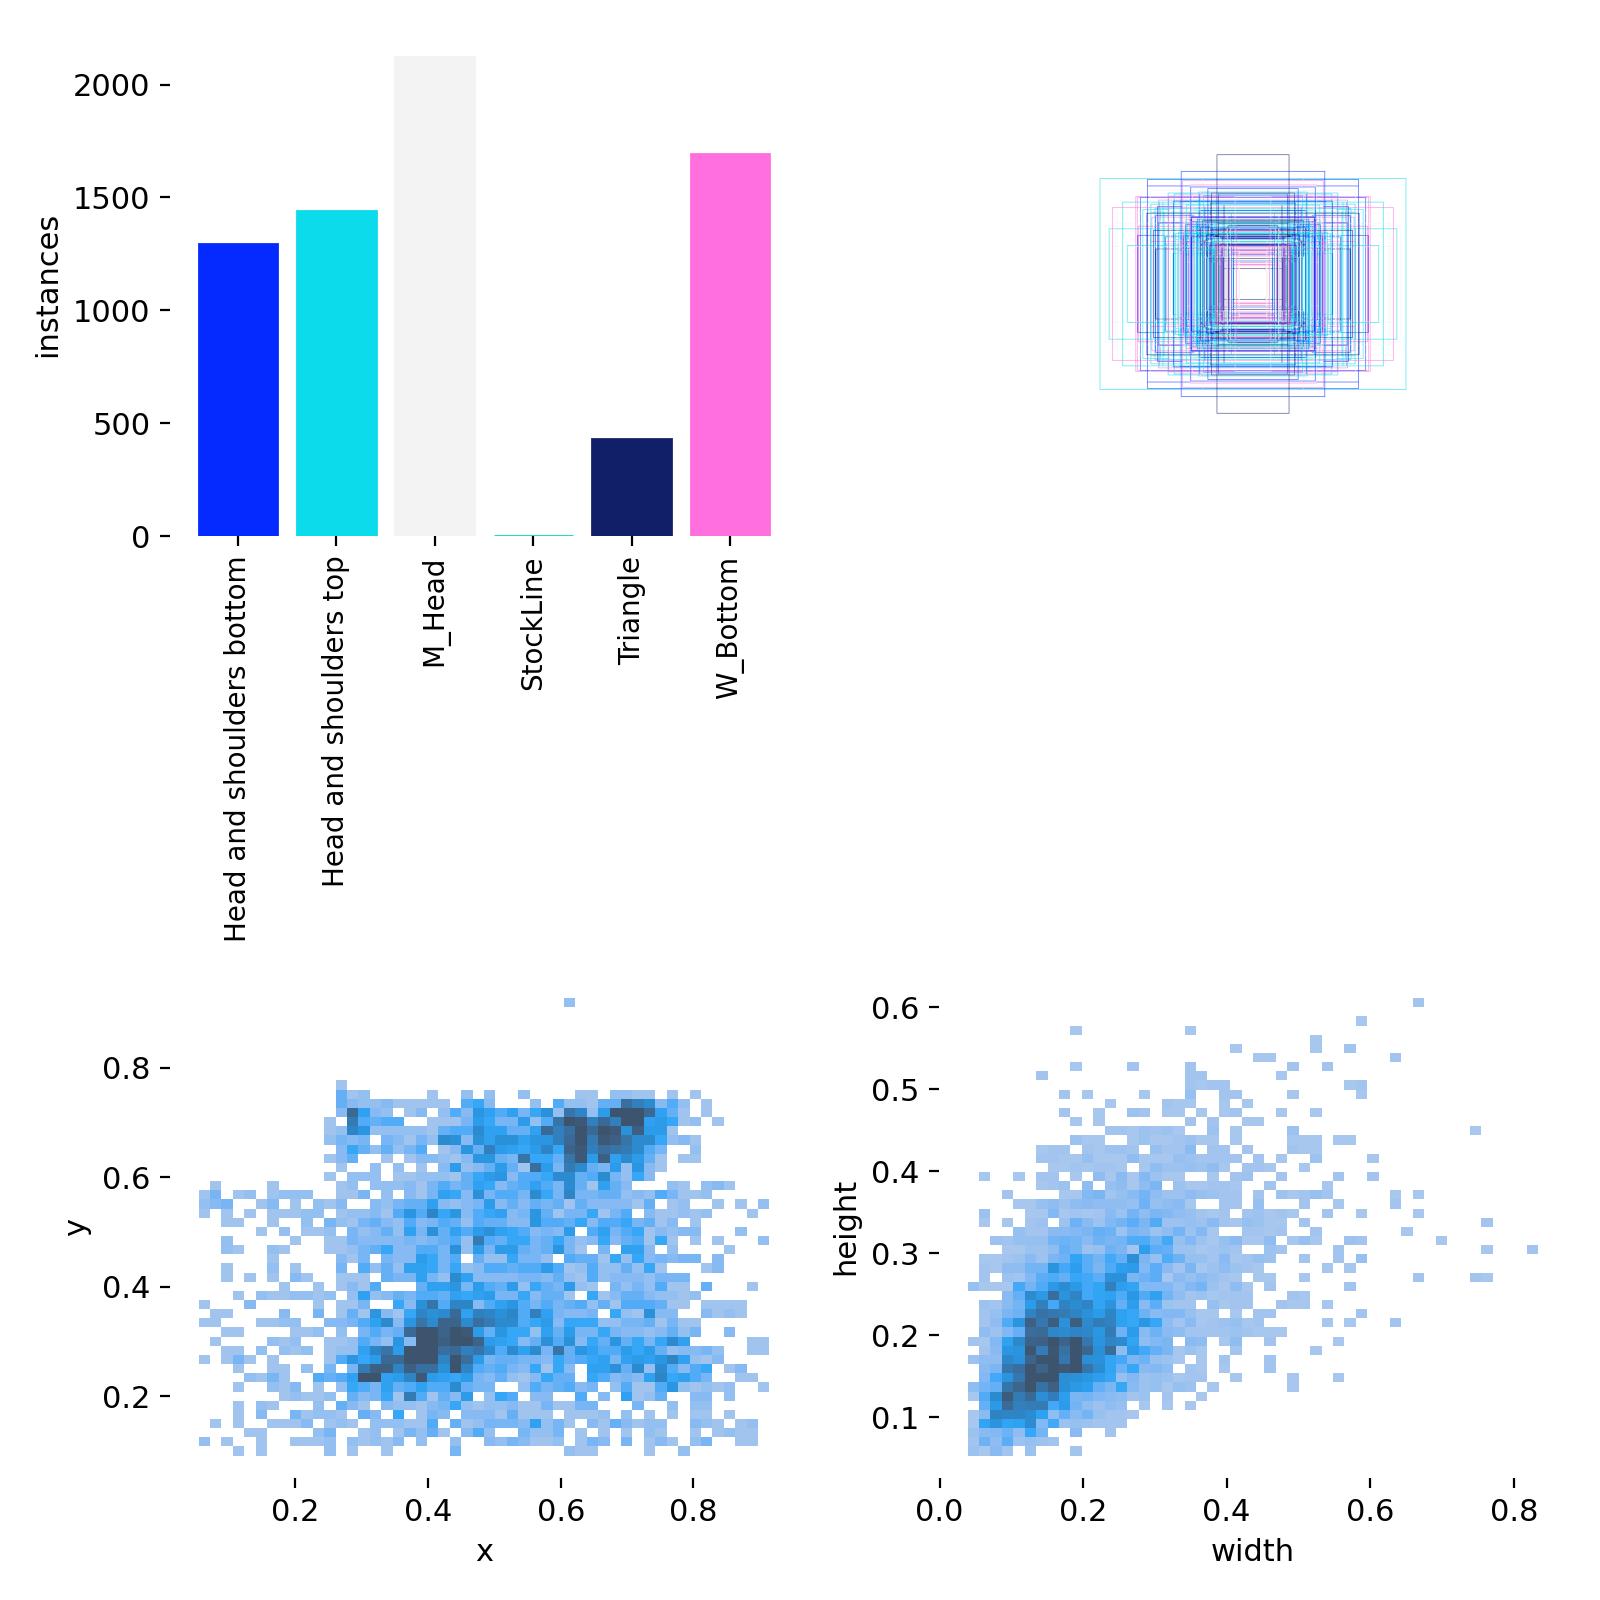 2000
1500
1000
500
0
instances
Head and shoulders bottom
Head and shoulders top
M_Head
StockLine
Triangle
W_Bottom
0.8
0.6
0.4
0.2
y
0.2 0.4 0.6 0.8
x
0.6
0.5
0.4
0.3
0.2
0.1
height
0.0 0.2 0.4 0.6 0.8
width